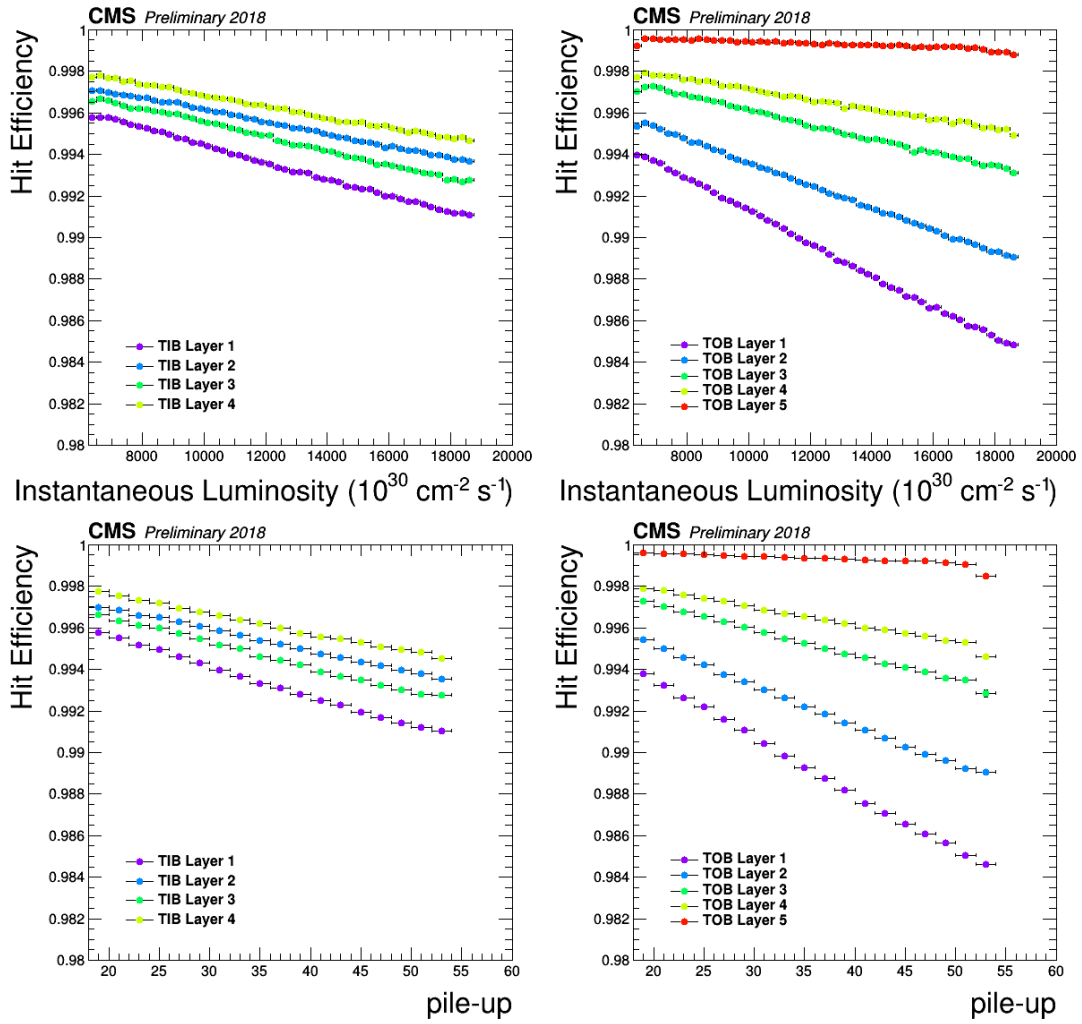 CMS Preliminary 2018
Hit Efficiency
1
0.998
0.996
0.994
0.992
0.99
0.988
0.986
0.984
0.982
0.98
TIB Layer 1
TIB Layer 2
TIB Layer 3
TIB Layer 4
8000 10000 12000 14000 16000 18000 20000
Instantaneous Luminosity (10^30 cm^-2 s^-1)
CMS Preliminary 2018
Hit Efficiency
1
0.998
0.996
0.994
0.992
0.99
0.988
0.986
0.984
0.982
0.98
TOB Layer 1
TOB Layer 2
TOB Layer 3
TOB Layer 4
TOB Layer 5
8000 10000 12000 14000 16000 18000 20000
Instantaneous Luminosity (10^30 cm^-2 s^-1)
CMS Preliminary 2018
Hit Efficiency
1
0.998
0.996
0.994
0.992
0.99
0.988
0.986
0.984
0.982
0.98
TIB Layer 1
TIB Layer 2
TIB Layer 3
TIB Layer 4
20 25 30 35 40 45 50 55 60
pile-up
CMS Preliminary 2018
Hit Efficiency
1
0.998
0.996
0.994
0.992
0.99
0.988
0.986
0.984
0.982
0.98
TOB Layer 1
TOB Layer 2
TOB Layer 3
TOB Layer 4
TOB Layer 5
20 25 30 35 40 45 50 55 60
pile-up